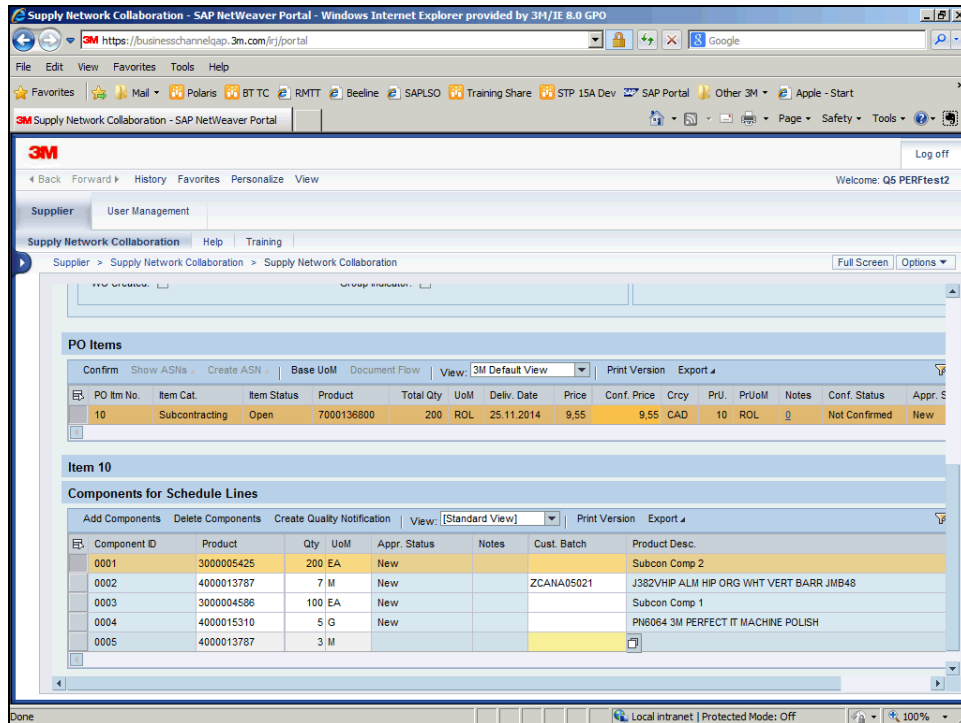 Supply Network Collaboration - SAP NetWeaver Portal - Windows Internet Explorer provided by 3M/IE 8.0 GPO
3M https://businesschannelqap.3m.com/irj/portal Google
File Edit View Favorites Tools Help
Favorites Mail Polaris BT TC RMTT Beeline SAPLSO Training Share STP 15A Dev SAP Portal Other 3M Apple - Start
3M Supply Network Collaboration - SAP NetWeaver Portal Page Safety Tools
3M Log off
Back Forward History Favorites Personalize View Welcome: Q5 PERFtest2
Supplier User Management
Supply Network Collaboration Help Training
Supplier > Supply Network Collaboration > Supply Network Collaboration Full Screen Options
WO Created: Group Indicator:
PO Items
Confirm Show ASNs Create ASN Base UoM Document Flow View: 3M Default View Print Version Export
PO Itm No. Item Cat. Item Status Product Total Qty UoM Deliv. Date Price Conf. Price Crcy PrU. PrUoM Notes Conf. Status Appr. S
10 Subcontracting Open 7000136800 200 ROL 25.11.2014 9,55 9,55 CAD 10 ROL 0 Not Confirmed New
Item 10
Components for Schedule Lines
Add Components Delete Components Create Quality Notification View: [Standard View] Print Version Export
Component ID Product Qty UoM Appr. Status Notes Cust. Batch Product Desc.
0001 3000005425 200 EA New Subcon Comp 2
0002 4000013787 7 M New ZCANA05021 J382VHIP ALM HIP ORG WHT VERT BARR JMB48
0003 3000004586 100 EA New Subcon Comp 1
0004 4000015310 5 G New PN6064 3M PERFECT IT MACHINE POLISH
0005 4000013787 3 M
Done Local intranet | Protected Mode: Off 100%